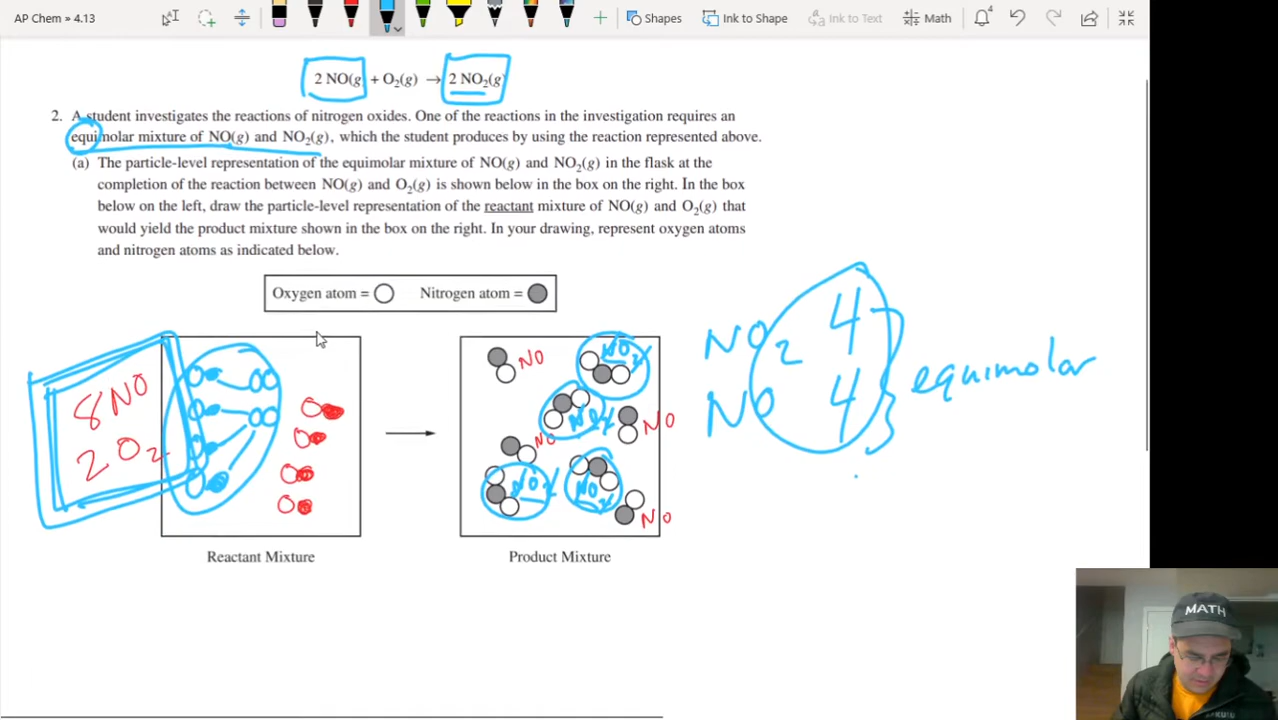 AP Chem » 4.13
Shapes
Ink to Shape
Ink to Text
Math
4
2 NO(g) + O₂(g) → 2 NO₂(g)
2. A student investigates the reactions of nitrogen oxides. One of the reactions in the investigation requires an
equimolar mixture of NO(g) and NO₂(g), which the student produces by using the reaction represented above.
(a) The particle-level representation of the equimolar mixture of NO(g) and NO₂(g) in the flask at the
completion of the reaction between NO(g) and O₂(g) is shown below in the box on the right. In the box
below on the left, draw the particle-level representation of the reactant mixture of NO(g) and O₂(g) that
would yield the product mixture shown in the box on the right. In your drawing, represent oxygen atoms
and nitrogen atoms as indicated below.
Oxygen atom = Nitrogen atom =
8 NO
2 O₂
NO
NO₂
NO₂
NO
NO
NO₂
NO₂
NO
NO₂ 4
NO 4
equimolar
Reactant Mixture
Product Mixture
MATH